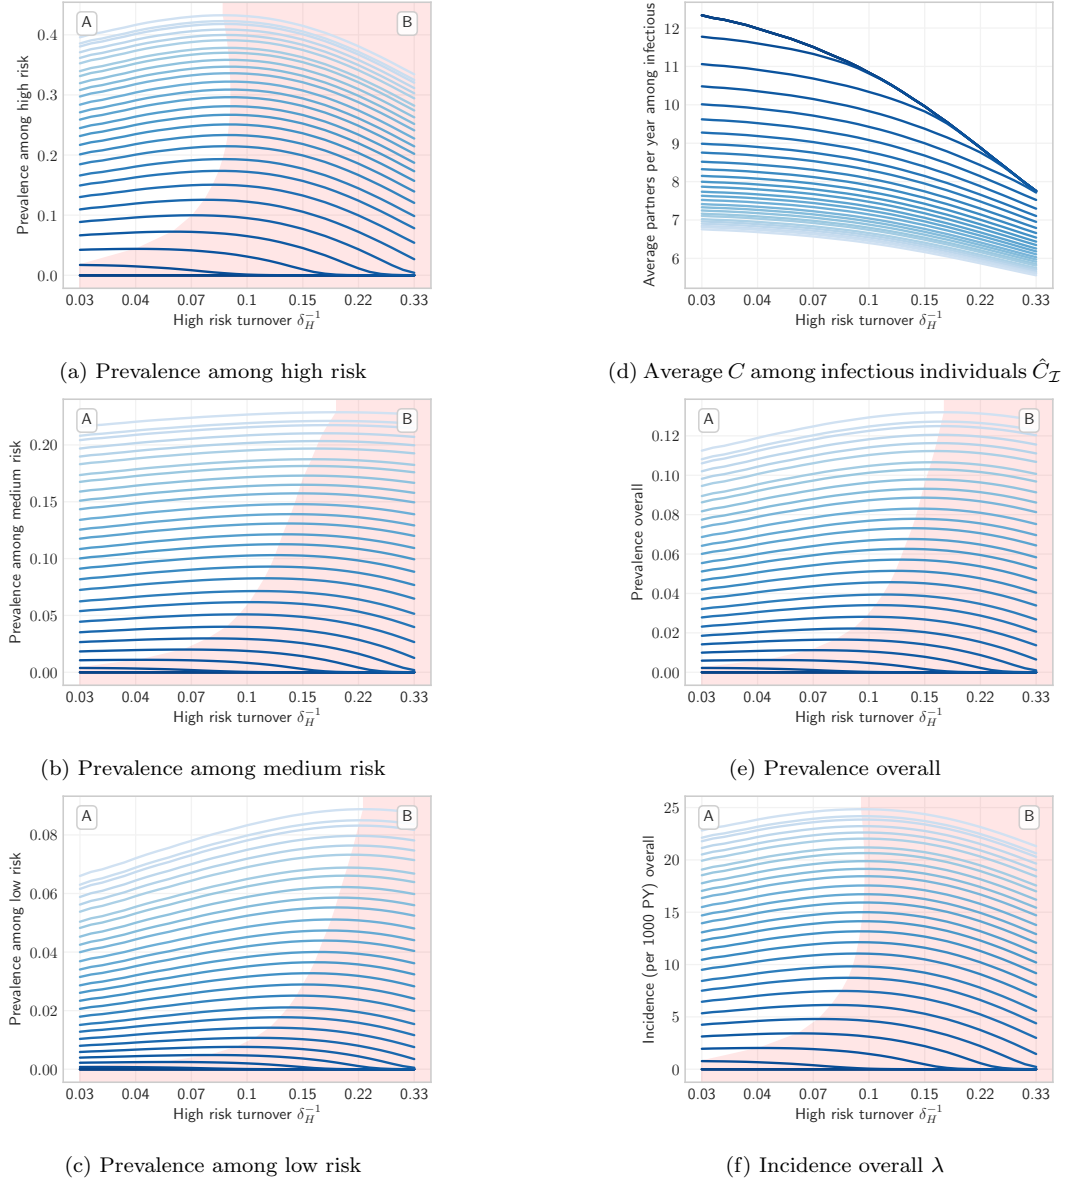 A
B
0.4
0.3
0.2
0.1
0.0
Prevalence among high risk
0.03 0.04 0.07 0.1 0.15 0.22 0.33
High risk turnover δ_H^{-1}
(a) Prevalence among high risk
12
11
10
9
8
7
6
Average partners per year among infectious
0.03 0.04 0.07 0.1 0.15 0.22 0.33
High risk turnover δ_H^{-1}
(d) Average C among infectious individuals Ĉ_ℐ
A
B
0.20
0.15
0.10
0.05
0.00
Prevalence among medium risk
0.03 0.04 0.07 0.1 0.15 0.22 0.33
High risk turnover δ_H^{-1}
(b) Prevalence among medium risk
A
B
0.12
0.10
0.08
0.06
0.04
0.02
0.00
Prevalence overall
0.03 0.04 0.07 0.1 0.15 0.22 0.33
High risk turnover δ_H^{-1}
(e) Prevalence overall
A
B
0.08
0.06
0.04
0.02
0.00
Prevalence among low risk
0.03 0.04 0.07 0.1 0.15 0.22 0.33
High risk turnover δ_H^{-1}
(c) Prevalence among low risk
A
B
25
20
15
10
5
0
Incidence (per 1000 PY) overall
0.03 0.04 0.07 0.1 0.15 0.22 0.33
High risk turnover δ_H^{-1}
(f) Incidence overall λ